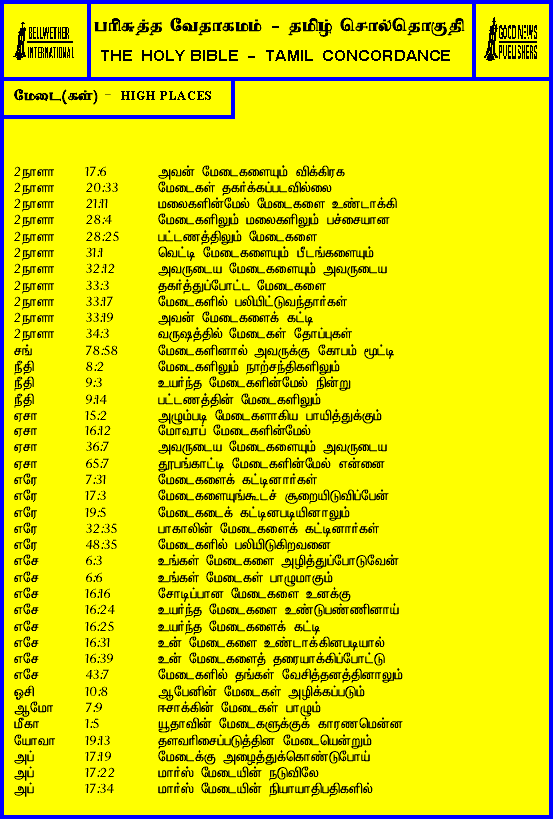 BELLWETHER
INTERNATIONAL
பரிசுத்த வேதாகமம் - தமிழ் சொல்தொகுதி
THE HOLY BIBLE - TAMIL CONCORDANCE
GOOD NEWS
PUBLISHERS
மேடை(கள்) - HIGH PLACES
2நாளா 17:6 அவன் மேடைகளையும் விக்கிரக
2நாளா 20:33 மேடைகள் தகர்க்கப்படவில்லை
2நாளா 21:11 மலைகளின்மேல் மேடைகளை உண்டாக்கி
2நாளா 28:4 மேடைகளிலும் மலைகளிலும் பச்சையான
2நாளா 28:25 பட்டணத்திலும் மேடைகளை
2நாளா 31:1 வெட்டி மேடைகளையும் பீடங்களையும்
2நாளா 32:12 அவருடைய மேடைகளையும் அவருடைய
2நாளா 33:3 தகர்த்துப்போட்ட மேடைகளை
2நாளா 33:17 மேடைகளில் பலியிட்டுவந்தார்கள்
2நாளா 33:19 அவன் மேடைகளைக் கட்டி
2நாளா 34:3 வருஷத்தில் மேடைகள் தோப்புகள்
சங் 78:58 மேடைகளினால் அவருக்கு கோபம் மூட்டி
நீதி 8:2 மேடைகளிலும் நாற்சந்திகளிலும்
நீதி 9:3 உயர்ந்த மேடைகளின்மேல் நின்று
நீதி 9:14 பட்டணத்தின் மேடைகளிலும்
ஏசா 15:2 அழும்படி மேடைகளாகிய பாயித்துக்கும்
ஏசா 16:12 மோவாப் மேடைகளின்மேல்
ஏசா 36:7 அவருடைய மேடைகளையும் அவருடைய
ஏசா 65:7 தூபங்காட்டி மேடைகளின்மேல் என்னை
எரே 7:31 மேடைகளைக் கட்டினார்கள்
எரே 17:3 மேடைகளையுங்கூடச் சூறையிடுவிப்பேன்
எரே 19:5 மேடைகடைக் கட்டினபடியினாலும்
எரே 32:35 பாகாலின் மேடைகளைக் கட்டினார்கள்
எரே 48:35 மேடைகளில் பலியிடுகிறவனை
எசே 6:3 உங்கள் மேடைகளை அழித்துப்போடுவேன்
எசே 6:6 உங்கள் மேடைகள் பாழுமாகும்
எசே 16:16 சோடிப்பான மேடைகளை உனக்கு
எசே 16:24 உயர்ந்த மேடைகளை உண்டுபண்ணினாய்
எசே 16:25 உயர்ந்த மேடைகளைக் கட்டி
எசே 16:31 உன் மேடைகளை உண்டாக்கினபடியால்
எசே 16:39 உன் மேடைகளைத் தரையாக்கிப்போட்டு
எசே 43:7 மேடைகளில் தங்கள் வேசித்தனத்தினாலும்
ஓசி 10:8 ஆபேனின் மேடைகள் அழிக்கப்படும்
ஆமோ 7:9 ஈசாக்கின் மேடைகள் பாழும்
மீகா 1:5 யூதாவின் மேடைகளுக்குக் காரணமென்ன
யோவா 19:13 தளவரிசைப்படுத்தின மேடையென்றும்
அப் 17:19 மேடைக்கு அழைத்துக்கொண்டுபோய்
அப் 17:22 மார்ஸ் மேடையின் நடுவிலே
அப் 17:34 மார்ஸ் மேடையின் நியாயாதிபதிகளில்